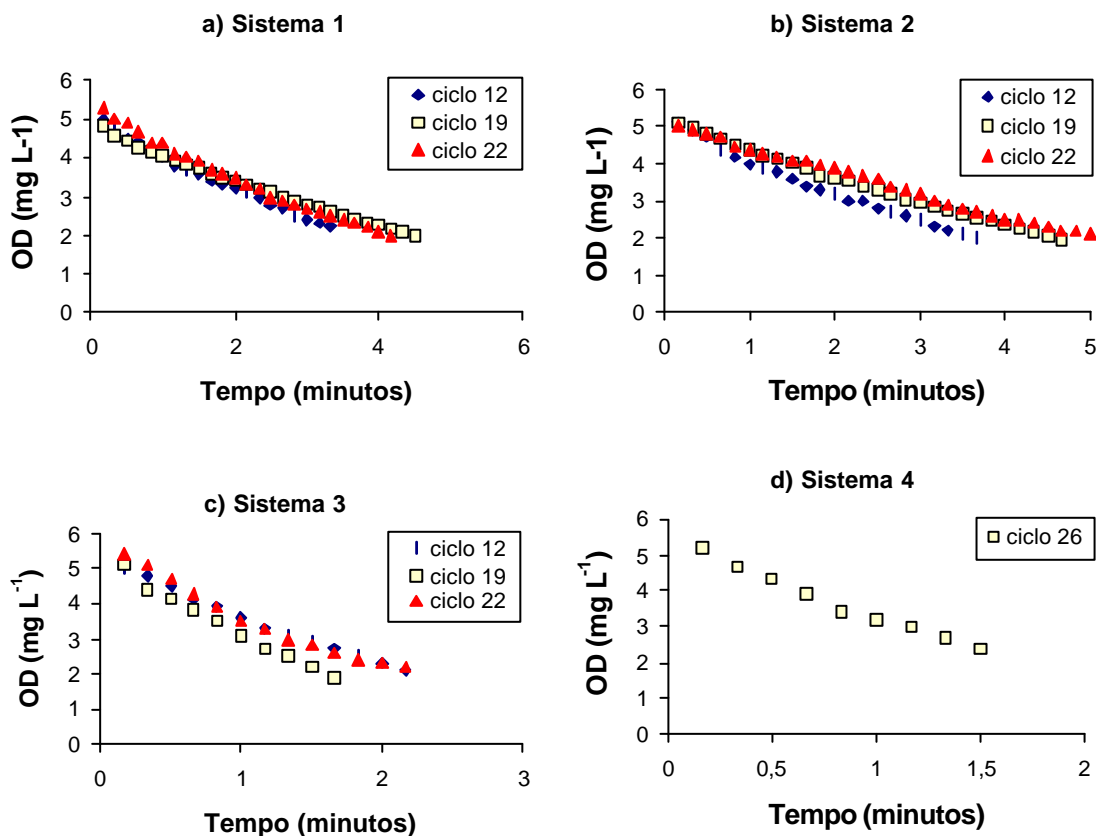 a) Sistema 1
OD (mg L-1)
6
5
4
3
2
1
0
0 2 4 6
Tempo (minutos)
ciclo 12
ciclo 19
ciclo 22
b) Sistema 2
OD (mg L-1)
6
5
4
3
2
1
0
0 1 2 3 4 5
Tempo (minutos)
ciclo 12
ciclo 19
ciclo 22
c) Sistema 3
OD (mg L⁻¹)
6
5
4
3
2
1
0
0 1 2 3
Tempo (minutos)
ciclo 12
ciclo 19
ciclo 22
d) Sistema 4
OD (mg L⁻¹)
6
5
4
3
2
1
0
0 0,5 1 1,5 2
Tempo (minutos)
ciclo 26